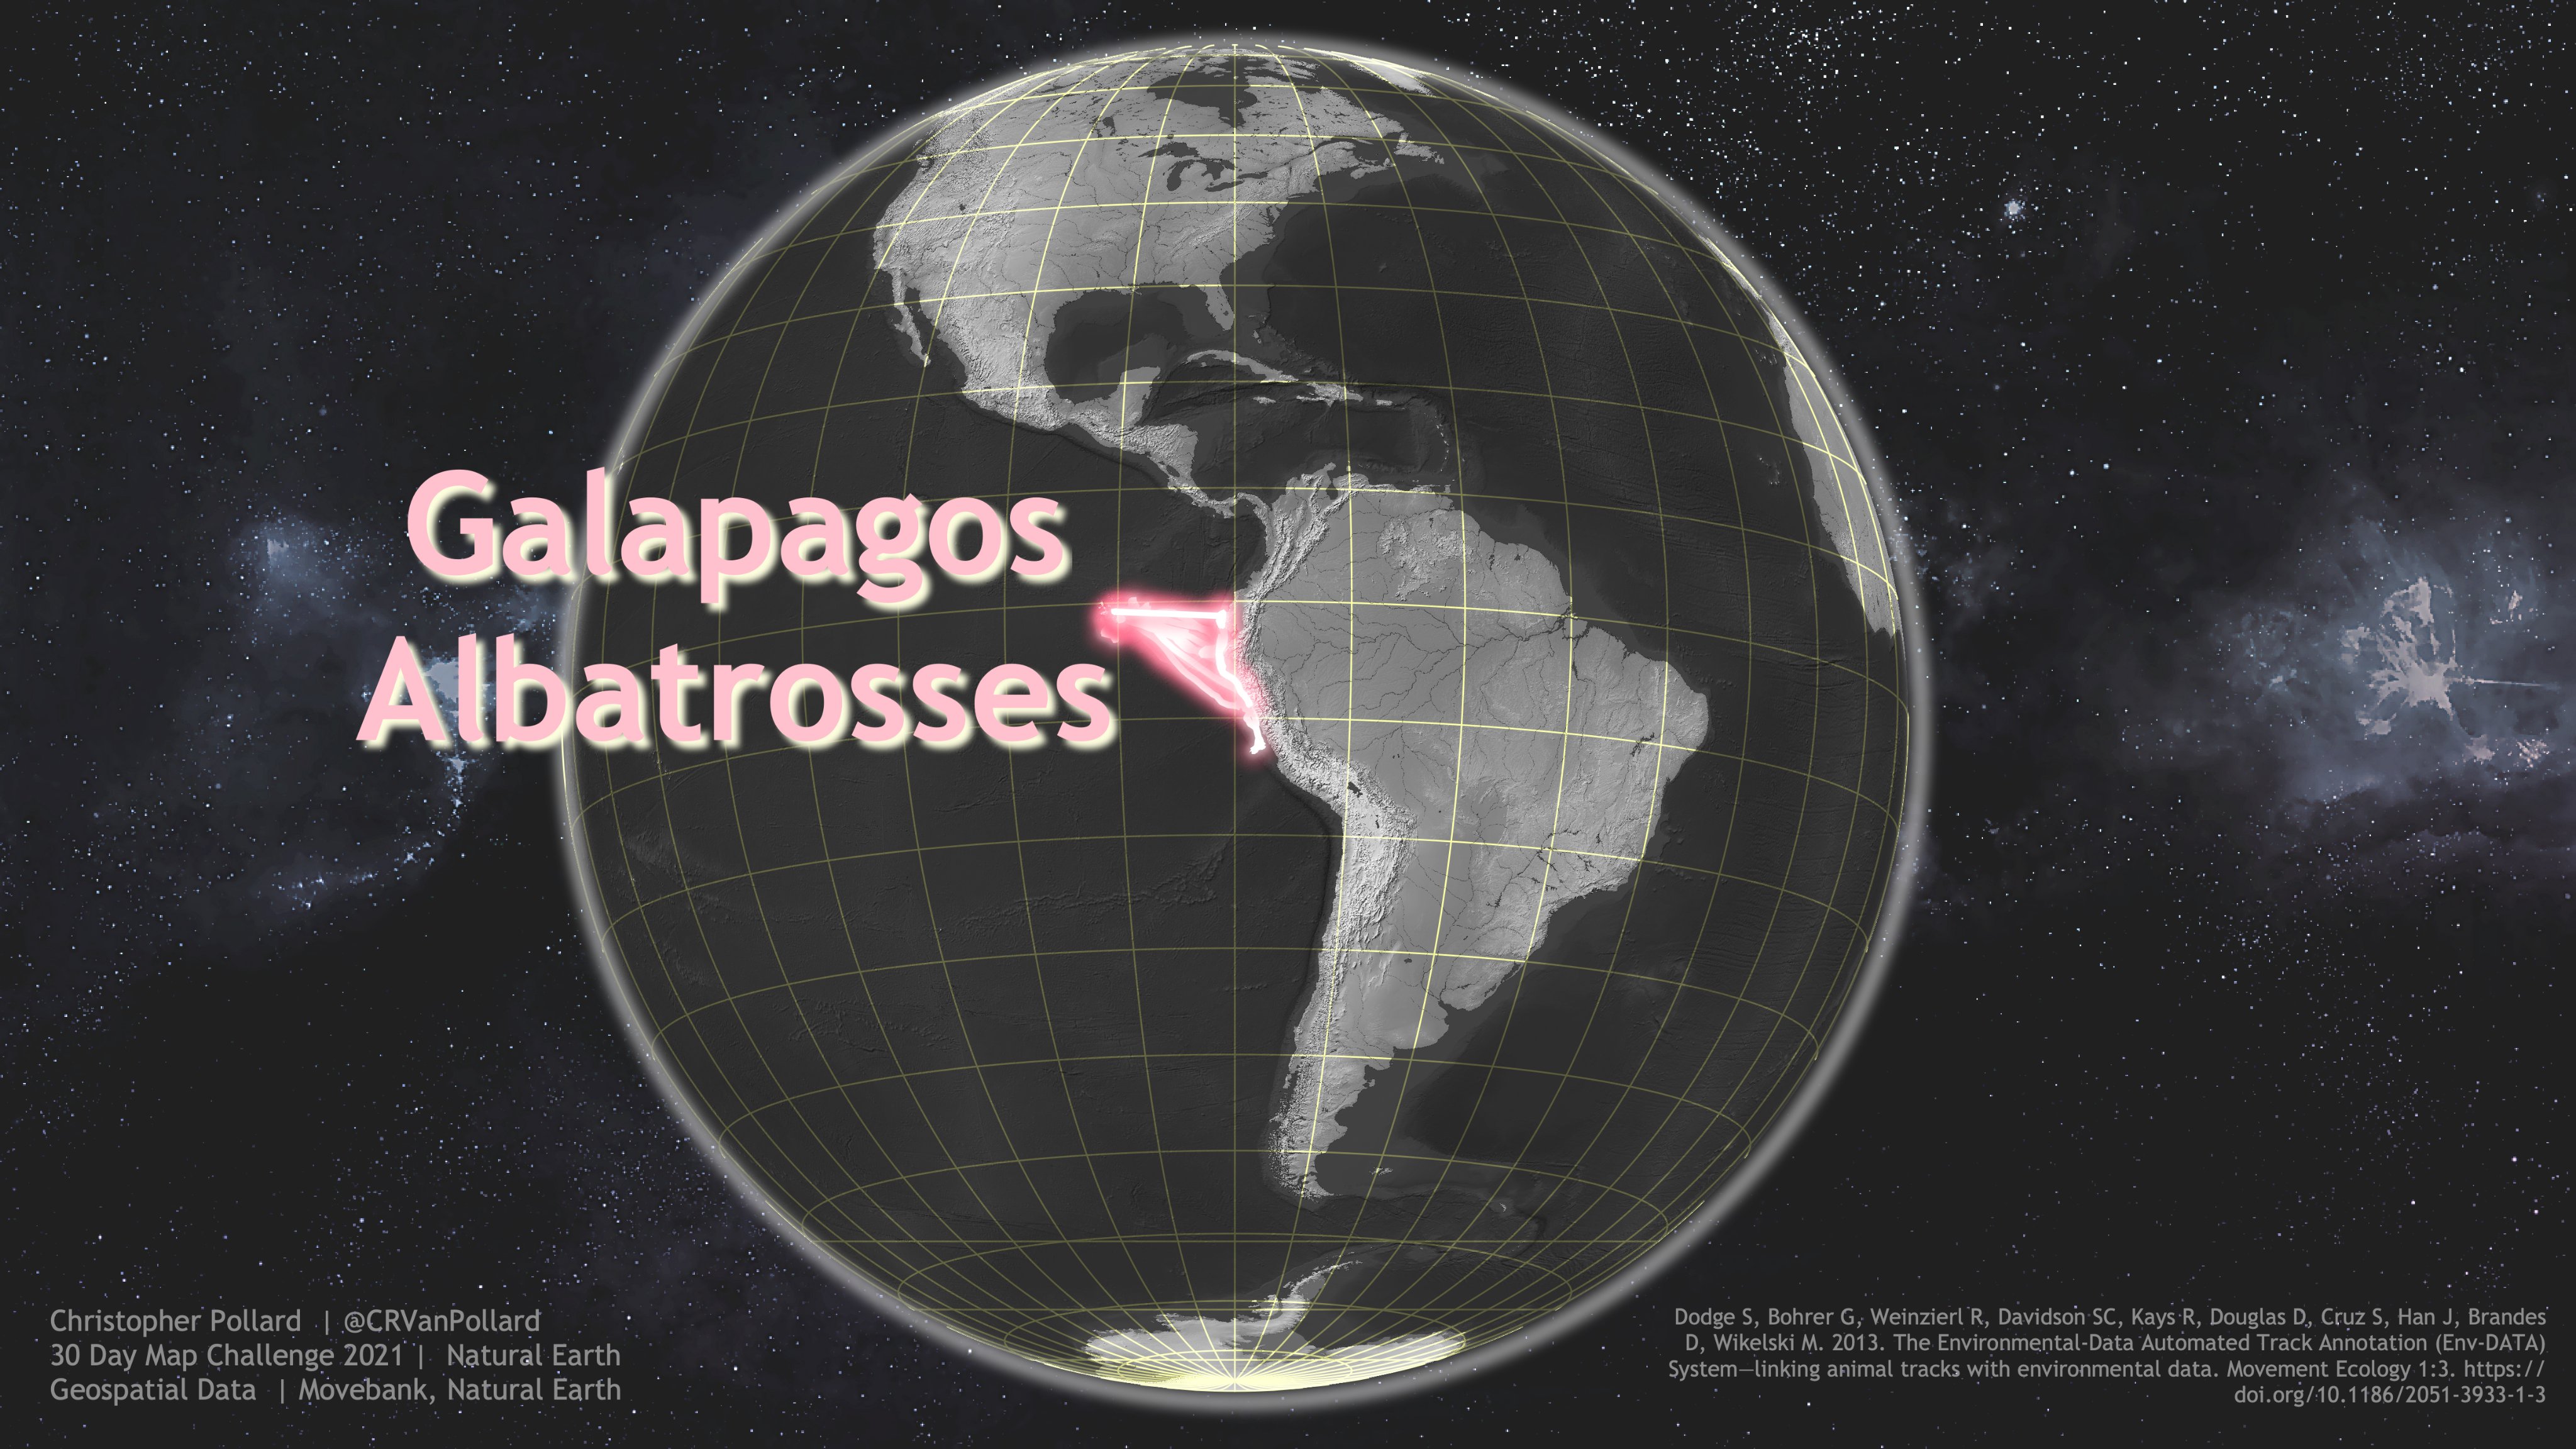 Galapagos
Albatrosses
Christopher Pollard | @CRVanPollard
30 Day Map Challenge 2021 | Natural Earth
Geospatial Data | Movebank, Natural Earth
Dodge S, Bohrer G, Weinzierl R, Davidson SC, Kays R, Douglas D, Cruz S, Han J, Brandes
D, Wikelski M. 2013. The Environmental-Data Automated Track Annotation (Env-DATA)
System—linking animal tracks with environmental data. Movement Ecology 1:3. https://
doi.org/10.1186/2051-3933-1-3